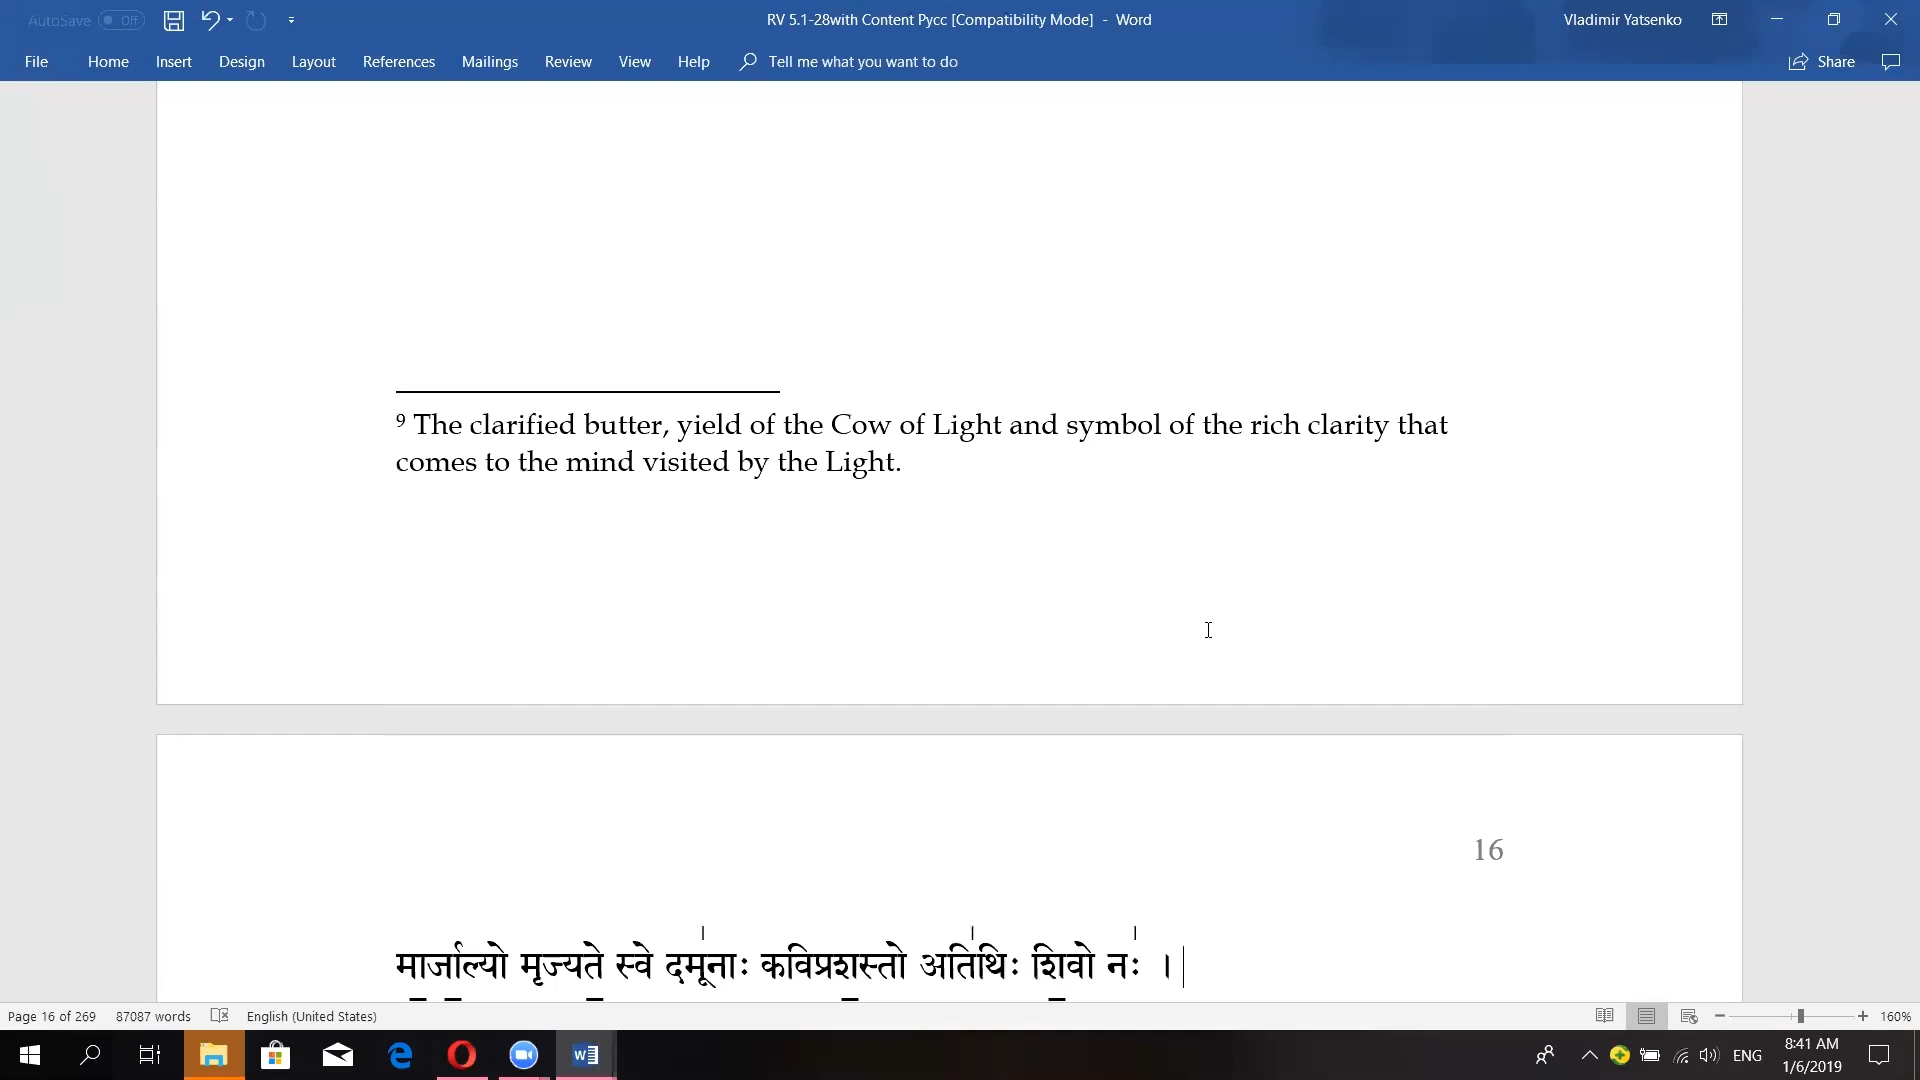 AutoSave Off
RV 5.1-28with Content Русс [Compatibility Mode] - Word
Vladimir Yatsenko
File Home Insert Design Layout References Mailings Review View Help Tell me what you want to do Share
9 The clarified butter, yield of the Cow of Light and symbol of the rich clarity that
comes to the mind visited by the Light.
16
मा॒र्जा॒ल्यो॑ मृज्यते॒ स्वे दमू॑नाः कविप्रश॒स्तो अति॑थिः शि॒वो नः॑ ।
Page 16 of 269 87087 words English (United States) 160%
ENG
8:41 AM
1/6/2019